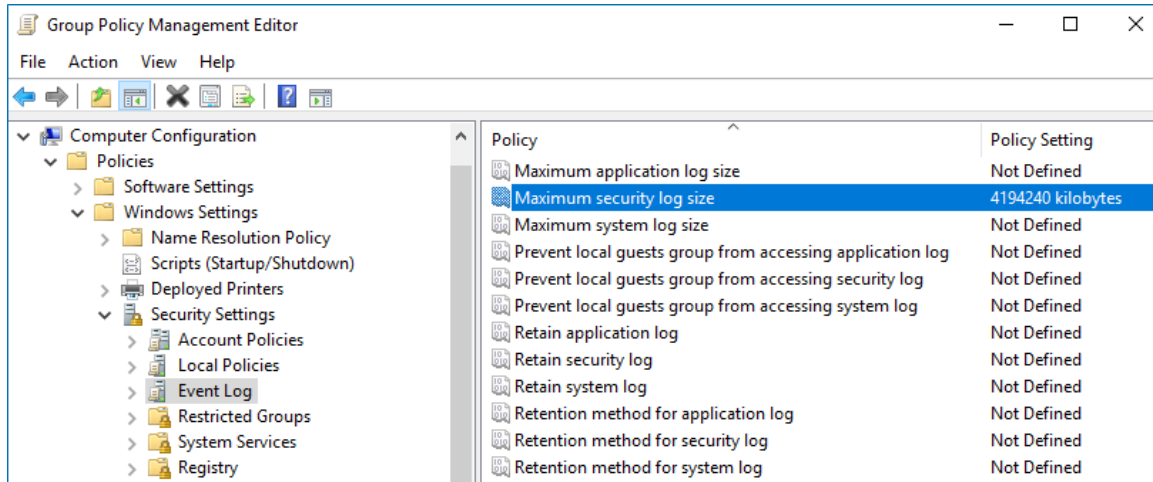 Group Policy Management Editor
File Action View Help
Computer Configuration
Policies
Software Settings
Windows Settings
Name Resolution Policy
Scripts (Startup/Shutdown)
Deployed Printers
Security Settings
Account Policies
Local Policies
Event Log
Restricted Groups
System Services
Registry
Policy Policy Setting
Maximum application log size Not Defined
Maximum security log size 4194240 kilobytes
Maximum system log size Not Defined
Prevent local guests group from accessing application log Not Defined
Prevent local guests group from accessing security log Not Defined
Prevent local guests group from accessing system log Not Defined
Retain application log Not Defined
Retain security log Not Defined
Retain system log Not Defined
Retention method for application log Not Defined
Retention method for security log Not Defined
Retention method for system log Not Defined